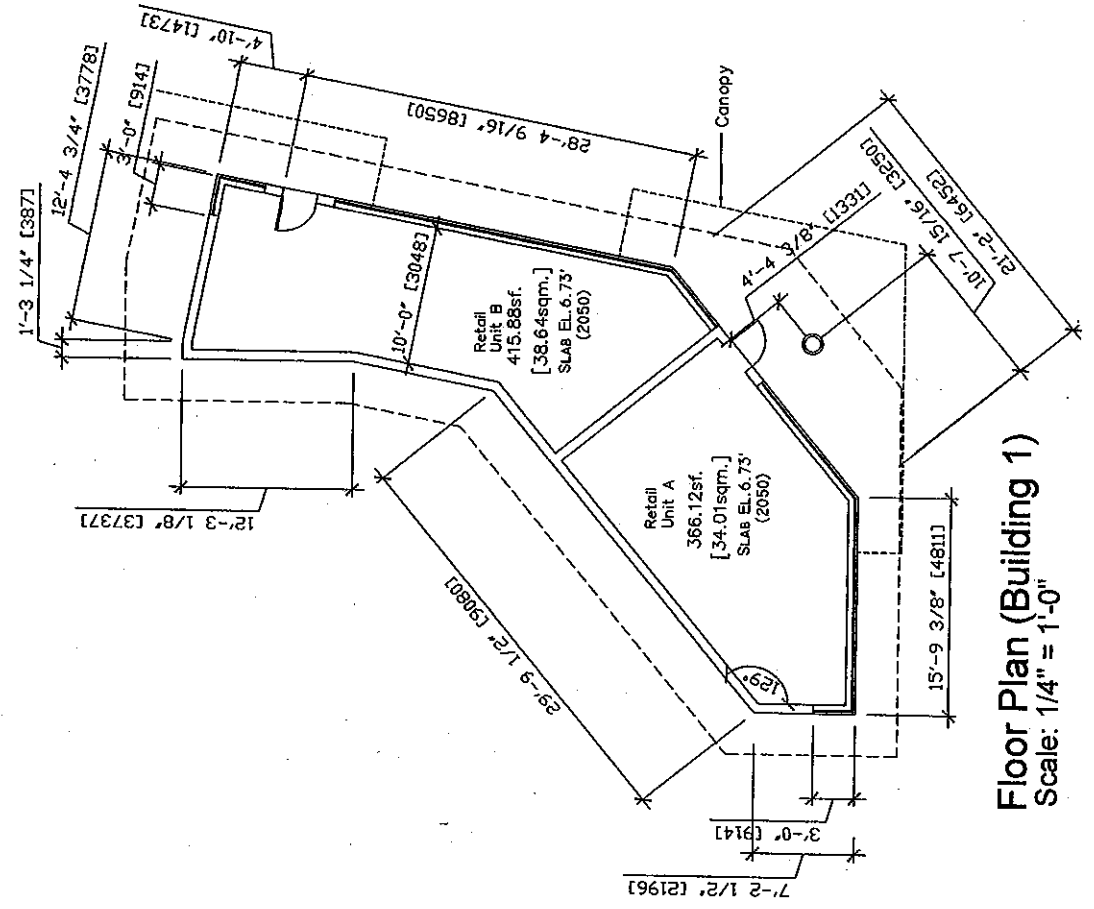 4'-10" [1473]
12'-4 3/4" [3778]
3'-0" [914]
1'-3 1/4" [387]
28'-4 9/16" [8650]
Canopy
10'-0" [3048]
Retail
Unit B
415.88sf.
[38.64sqm.]
SLAB EL.6.73'
(2050)
4'-4 3/8" [1331]
10'-7 15/16" [3250]
21'-2" [6452]
12'-3 1/8" [3737]
29'-9 1/2" [9080]
Retail
Unit A
366.12sf.
[34.01sqm.]
SLAB EL.6.73'
(2050)
129°
15'-9 3/8" [4811]
3'-0" [914]
7'-2 1/2" [2196]
Floor Plan (Building 1)
Scale: 1/4" = 1'-0"